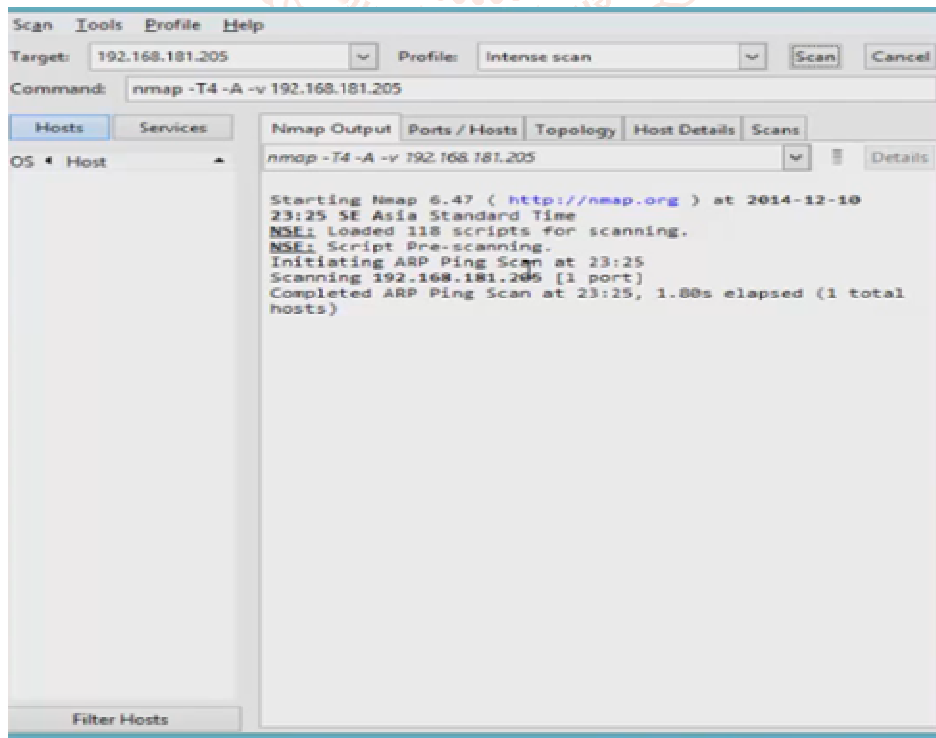 Scan Tools Profile Help
Target: 192.168.181.205 Profile: Intense scan Scan Cancel
Command: nmap -T4 -A -v 192.168.181.205
Hosts Services Nmap Output Ports / Hosts Topology Host Details Scans
OS Host nmap -T4 -A -v 192.168.181.205 Details
Starting Nmap 6.47 ( http://nmap.org ) at 2014-12-10
23:25 SE Asia Standard Time
NSE: Loaded 118 scripts for scanning.
NSE: Script Pre-scanning.
Initiating ARP Ping Scan at 23:25
Scanning 192.168.181.205 [1 port]
Completed ARP Ping Scan at 23:25, 1.80s elapsed (1 total
hosts)
Filter Hosts